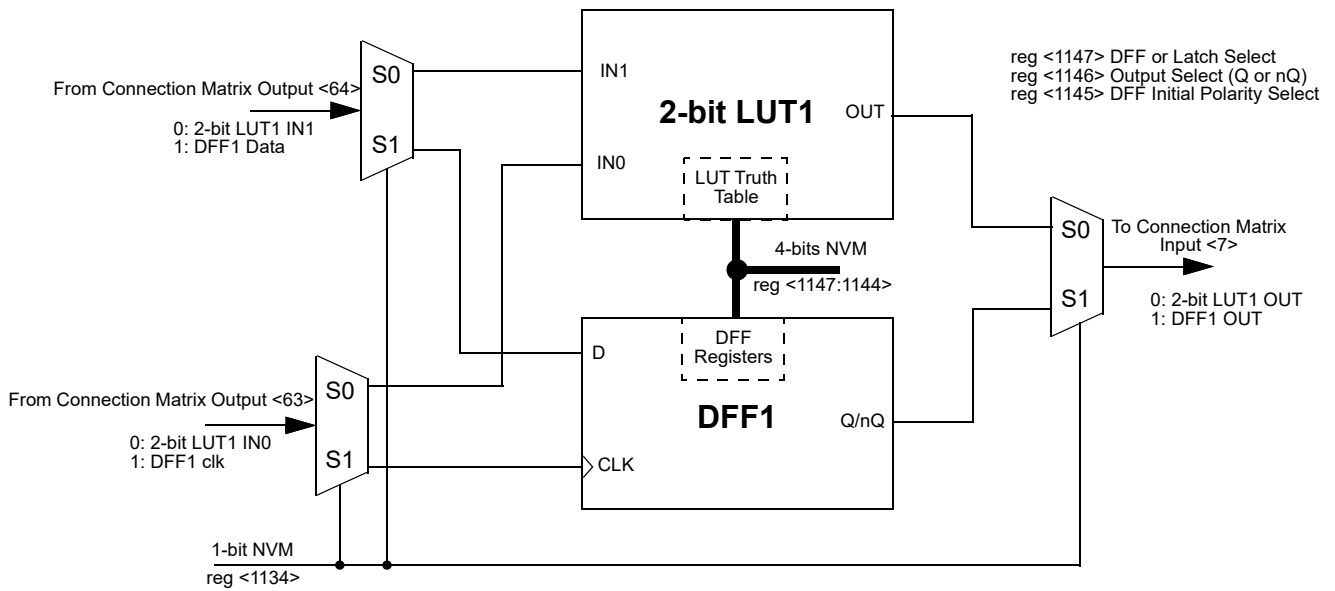 reg <1147> DFF or Latch Select
reg <1146> Output Select (Q or nQ)
reg <1145> DFF Initial Polarity Select
From Connection Matrix Output <64>
0: 2-bit LUT1 IN1
1: DFF1 Data
S0
S1
IN1
IN0
2-bit LUT1
OUT
LUT Truth
Table
4-bits NVM
reg <1147:1144>
S0
S1
To Connection Matrix
Input <7>
0: 2-bit LUT1 OUT
1: DFF1 OUT
From Connection Matrix Output <63>
0: 2-bit LUT1 IN0
1: DFF1 clk
S0
S1
D
CLK
DFF
Registers
DFF1
Q/nQ
1-bit NVM
reg <1134>